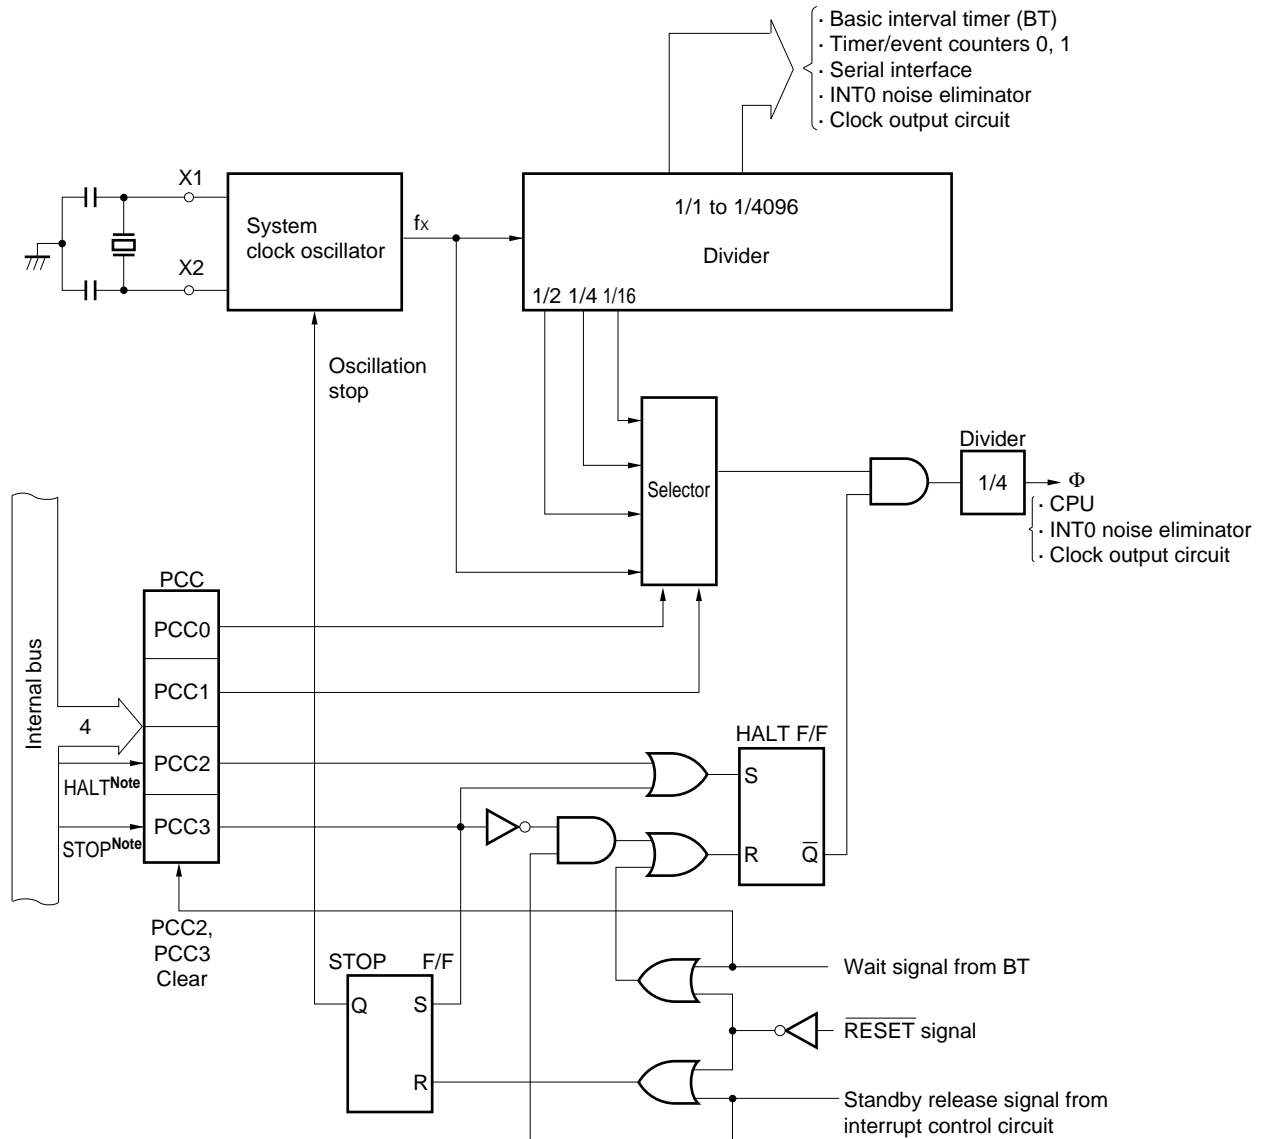 · Basic interval timer (BT)
· Timer/event counters 0, 1
· Serial interface
· INT0 noise eliminator
· Clock output circuit
X1
System
clock oscillator
fX
1/1 to 1/4096
Divider
X2
1/2 1/4 1/16
Oscillation
stop
Selector
Divider
1/4
Φ
· CPU
· INT0 noise eliminator
· Clock output circuit
Internal bus
4
PCC
PCC0
PCC1
PCC2
PCC3
HALTNote
STOPNote
HALT F/F
S
R
Q̅
PCC2,
PCC3
Clear
STOP F/F
Q
S
R
Wait signal from BT
R̅E̅S̅E̅T̅ signal
Standby release signal from
interrupt control circuit